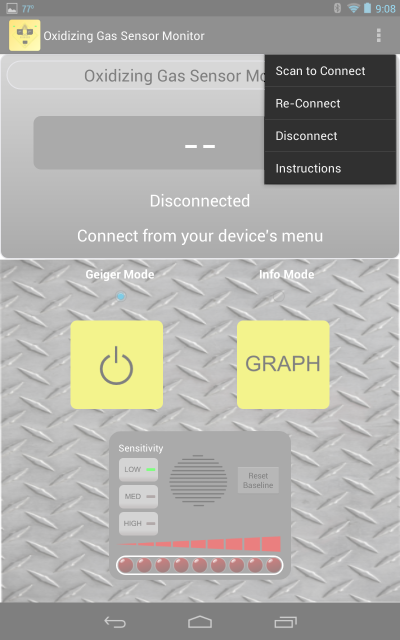 77°
9:08
Oxidizing Gas Sensor Monitor
Scan to Connect
Re-Connect
Disconnect
Instructions
Oxidizing Gas Sensor Mo
--
Disconnected
Connect from your device's menu
Geiger Mode
Info Mode
GRAPH
Sensitivity
LOW
MED
HIGH
Reset
Baseline